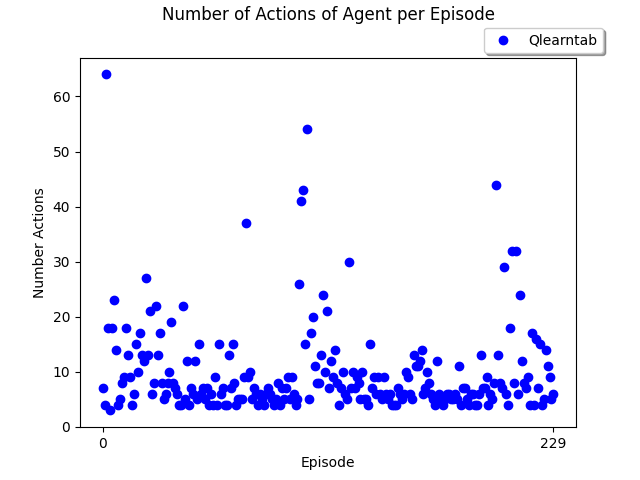 Number of Actions of Agent per Episode
Qlearntab
60
50
40
30
20
10
0
Number Actions
0
229
Episode